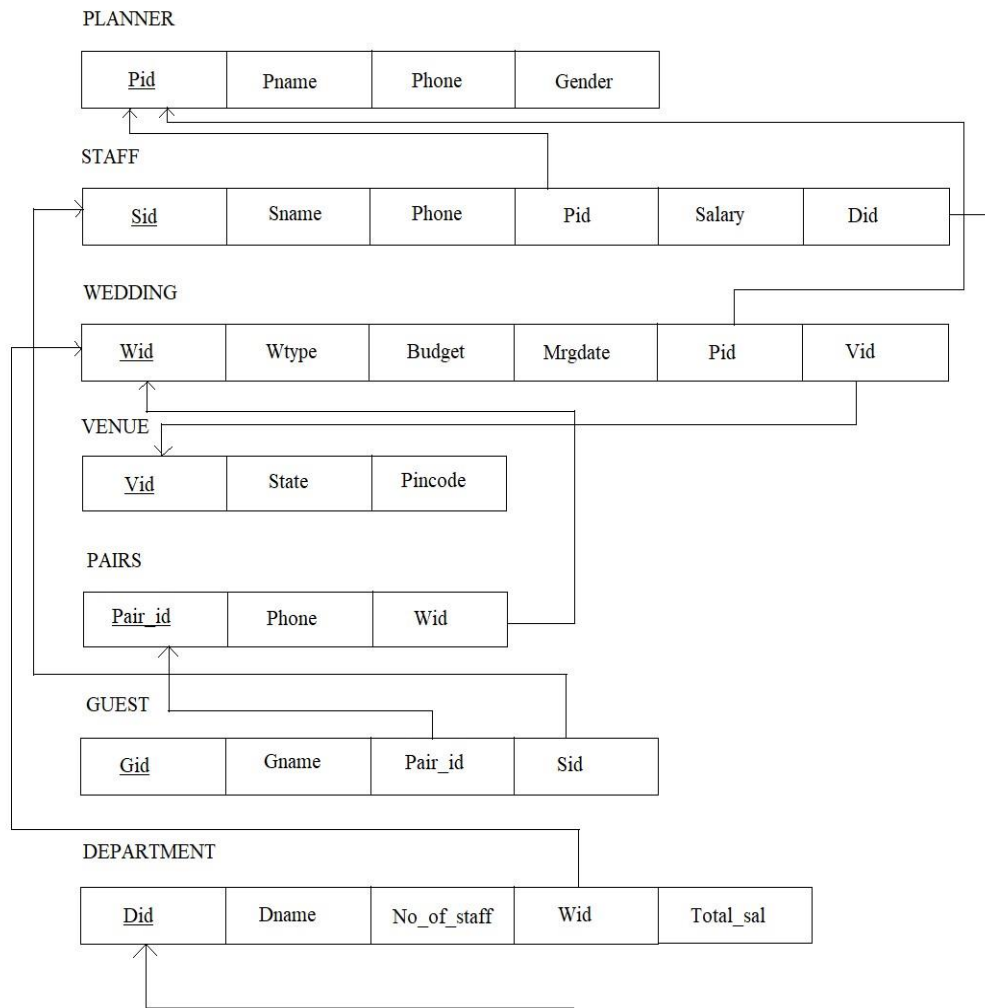 PLANNER
Pid Pname Phone Gender
STAFF
Sid Sname Phone Pid Salary Did
WEDDING
Wid Wtype Budget Mrgdate Pid Vid
VENUE
Vid State Pincode
PAIRS
Pair_id Phone Wid
GUEST
Gid Gname Pair_id Sid
DEPARTMENT
Did Dname No_of_staff Wid Total_sal